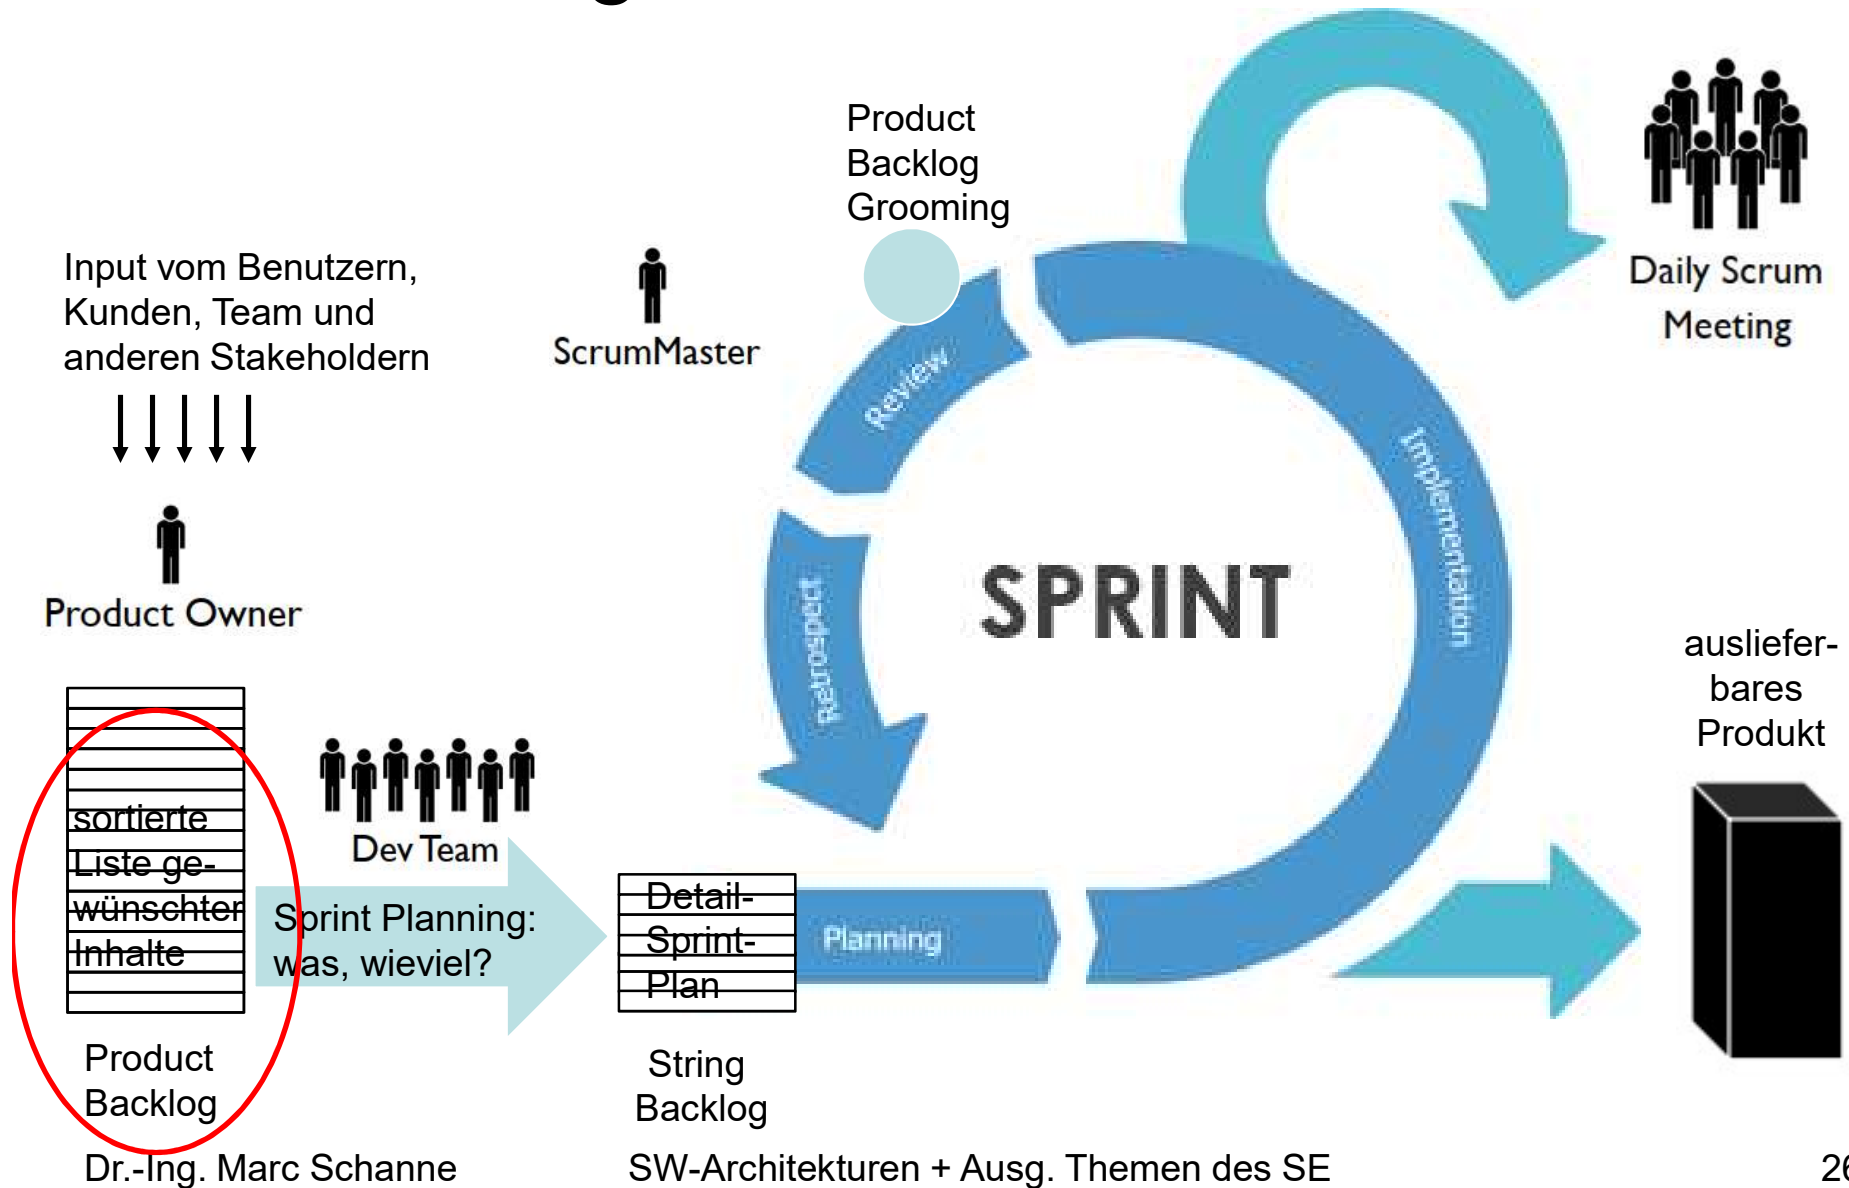 Product
Backlog
Grooming
Input vom Benutzern,
Kunden, Team und
anderen Stakeholdern
ScrumMaster
Daily Scrum
Meeting
Review
Implementation
Retrospect
SPRINT
Product Owner
ausliefer-
bares
Produkt
sortierte
Liste ge-
wünschter
Inhalte
Dev Team
Sprint Planning:
was, wieviel?
Detail-
Sprint-
Plan
Planning
Product
Backlog
String
Backlog
Dr.-Ing. Marc Schanne
SW-Architekturen + Ausg. Themen des SE